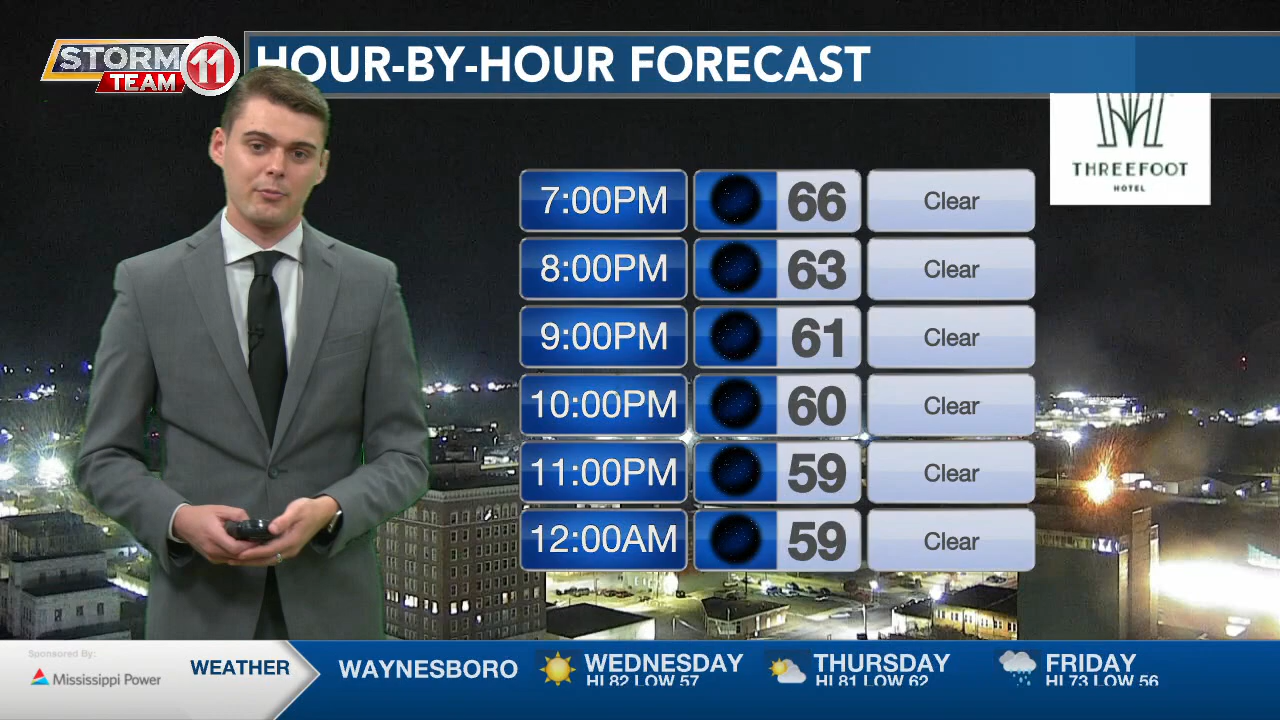 STORM
TEAM 11
HOUR-BY-HOUR FORECAST
THREEFOOT
HOTEL
7:00PM 66 Clear
8:00PM 63 Clear
9:00PM 61 Clear
10:00PM 60 Clear
11:00PM 59 Clear
12:00AM 59 Clear
Sponsored By:
Mississippi Power
WEATHER
WAYNESBORO
WEDNESDAY
HI 82 LOW 57
THURSDAY
HI 81 LOW 62
FRIDAY
HI 73 LOW 56